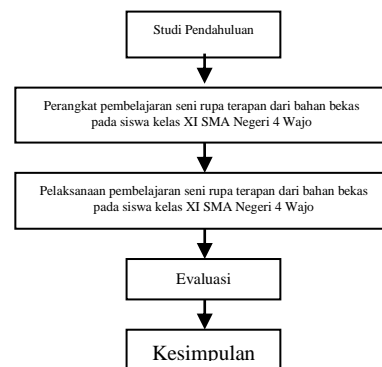 Studi Pendahuluan
Perangkat pembelajaran seni rupa terapan dari bahan bekas
pada siswa kelas XI SMA Negeri 4 Wajo
Pelaksanaan pembelajaran seni rupa terapan dari bahan bekas
pada siswa kelas XI SMA Negeri 4 Wajo
Evaluasi
Kesimpulan